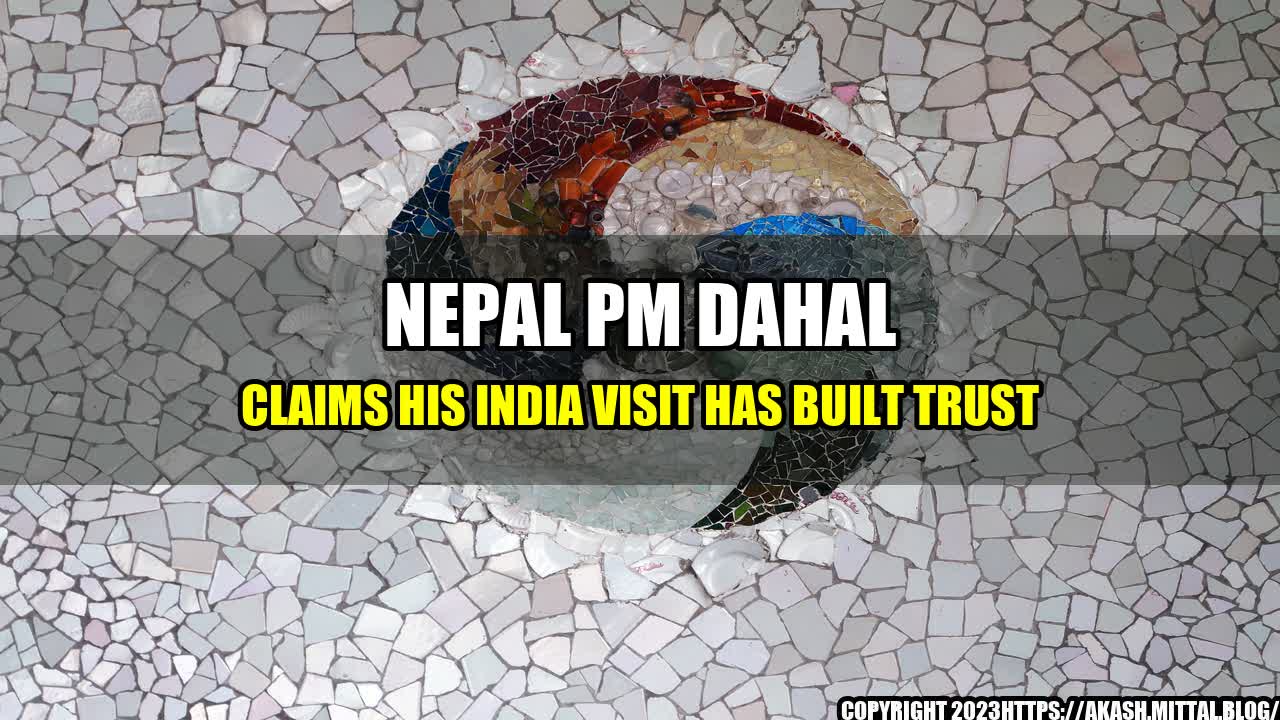 NEPAL PM DAHAL
CLAIMS HIS INDIA VISIT HAS BUILT TRUST
COPYRIGHT 2023HTTPS://AKASH.MITTAL.BLOG/